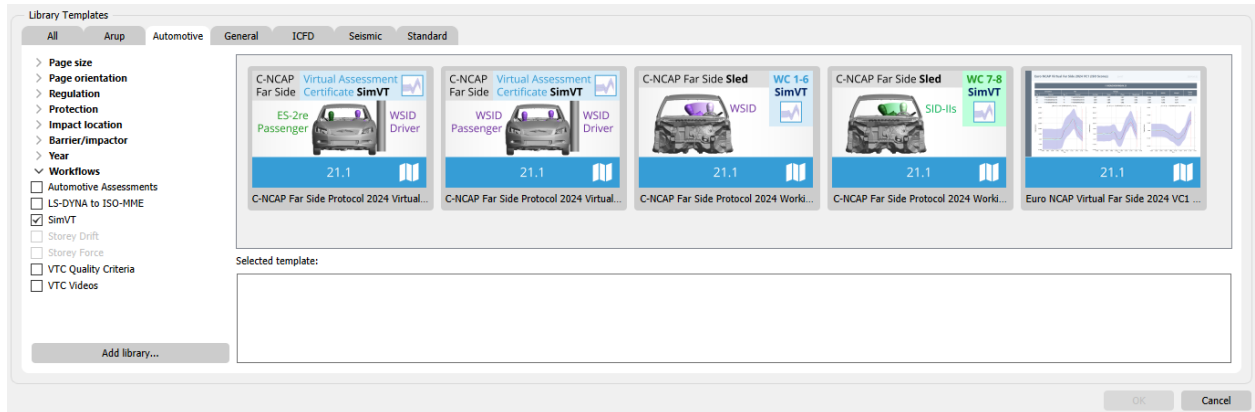 Library Templates
All Arup Automotive General ICFD Seismic Standard
Page size
Page orientation
Regulation
Protection
Impact location
Barrier/impactor
Year
Workflows
Automotive Assessments
LS-DYNA to ISO-MME
SimVT
Storey Drift
Storey Force
VTC Quality Criteria
VTC Videos
Add library...
C-NCAP Far Side
Virtual Assessment Certificate SimVT
ES-2re Passenger
WSID Driver
21.1
C-NCAP Far Side Protocol 2024 Virtual...
C-NCAP Far Side
Virtual Assessment Certificate SimVT
WSID Passenger
WSID Driver
21.1
C-NCAP Far Side Protocol 2024 Virtual...
C-NCAP Far Side Sled
WC 1-6 SimVT
WSID
21.1
C-NCAP Far Side Protocol 2024 Worki...
C-NCAP Far Side Sled
WC 7-8 SimVT
SID-IIs
21.1
C-NCAP Far Side Protocol 2024 Worki...
21.1
Euro NCAP Virtual Far Side 2024 VC1 ...
Selected template:
OK Cancel